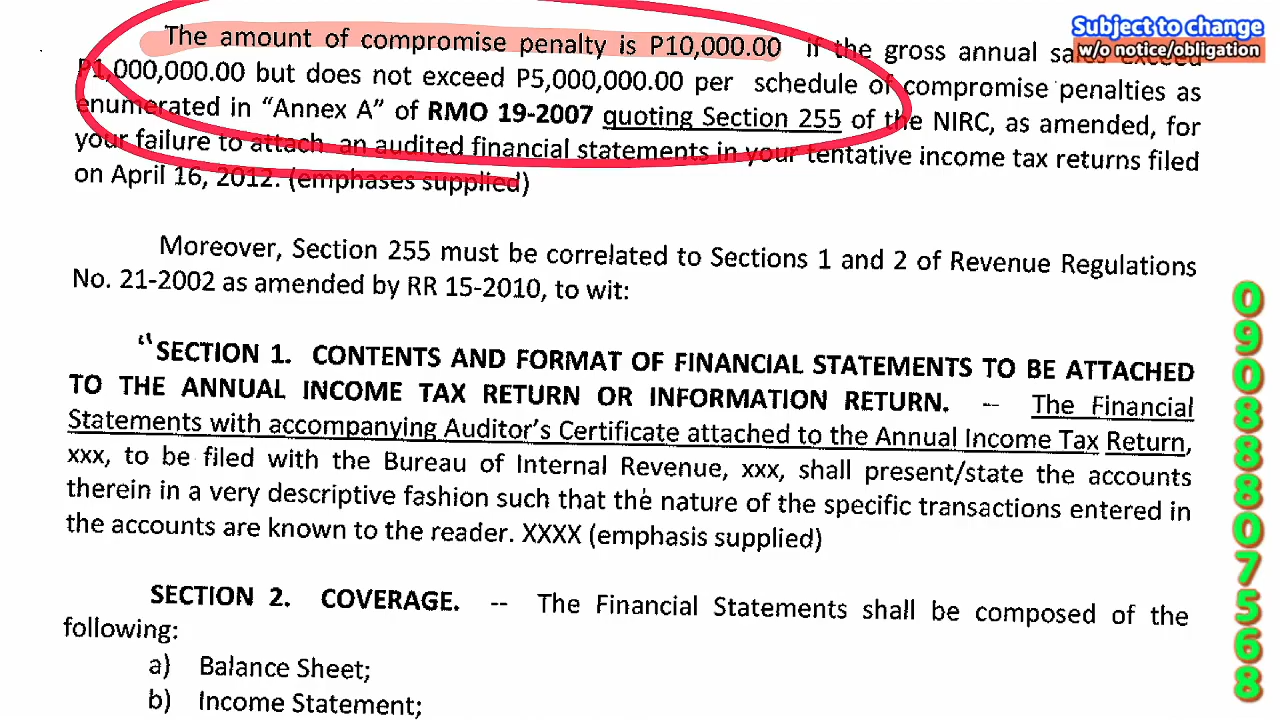 Subject to change
w/o notice/obligation
The amount of compromise penalty is P10,000.00 if the gross annual sales exceed
P1,000,000.00 but does not exceed P5,000,000.00 per schedule of compromise penalties as
enumerated in “Annex A” of RMO 19-2007 quoting Section 255 of the NIRC, as amended, for
your failure to attach an audited financial statements in your tentative income tax returns filed
on April 16, 2012. (emphases supplied)
Moreover, Section 255 must be correlated to Sections 1 and 2 of Revenue Regulations
No. 21-2002 as amended by RR 15-2010, to wit:
“SECTION 1. CONTENTS AND FORMAT OF FINANCIAL STATEMENTS TO BE ATTACHED
TO THE ANNUAL INCOME TAX RETURN OR INFORMATION RETURN. – The Financial
Statements with accompanying Auditor's Certificate attached to the Annual Income Tax Return,
xxx, to be filed with the Bureau of Internal Revenue, xxx, shall present/state the accounts
therein in a very descriptive fashion such that the nature of the specific transactions entered in
the accounts are known to the reader. XXXX (emphasis supplied)
SECTION 2. COVERAGE. -- The Financial Statements shall be composed of the
following:
a) Balance Sheet;
b) Income Statement;
09088807568